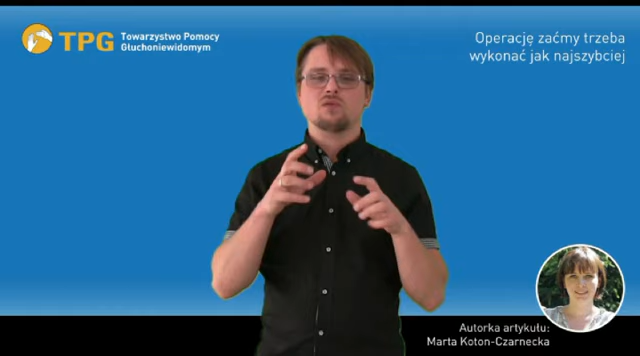 TPG
Towarzystwo Pomocy
Głuchoniewidomym
Operację zaćmy trzeba
wykonać jak najszybciej
Autorka artykułu:
Marta Koton-Czarnecka